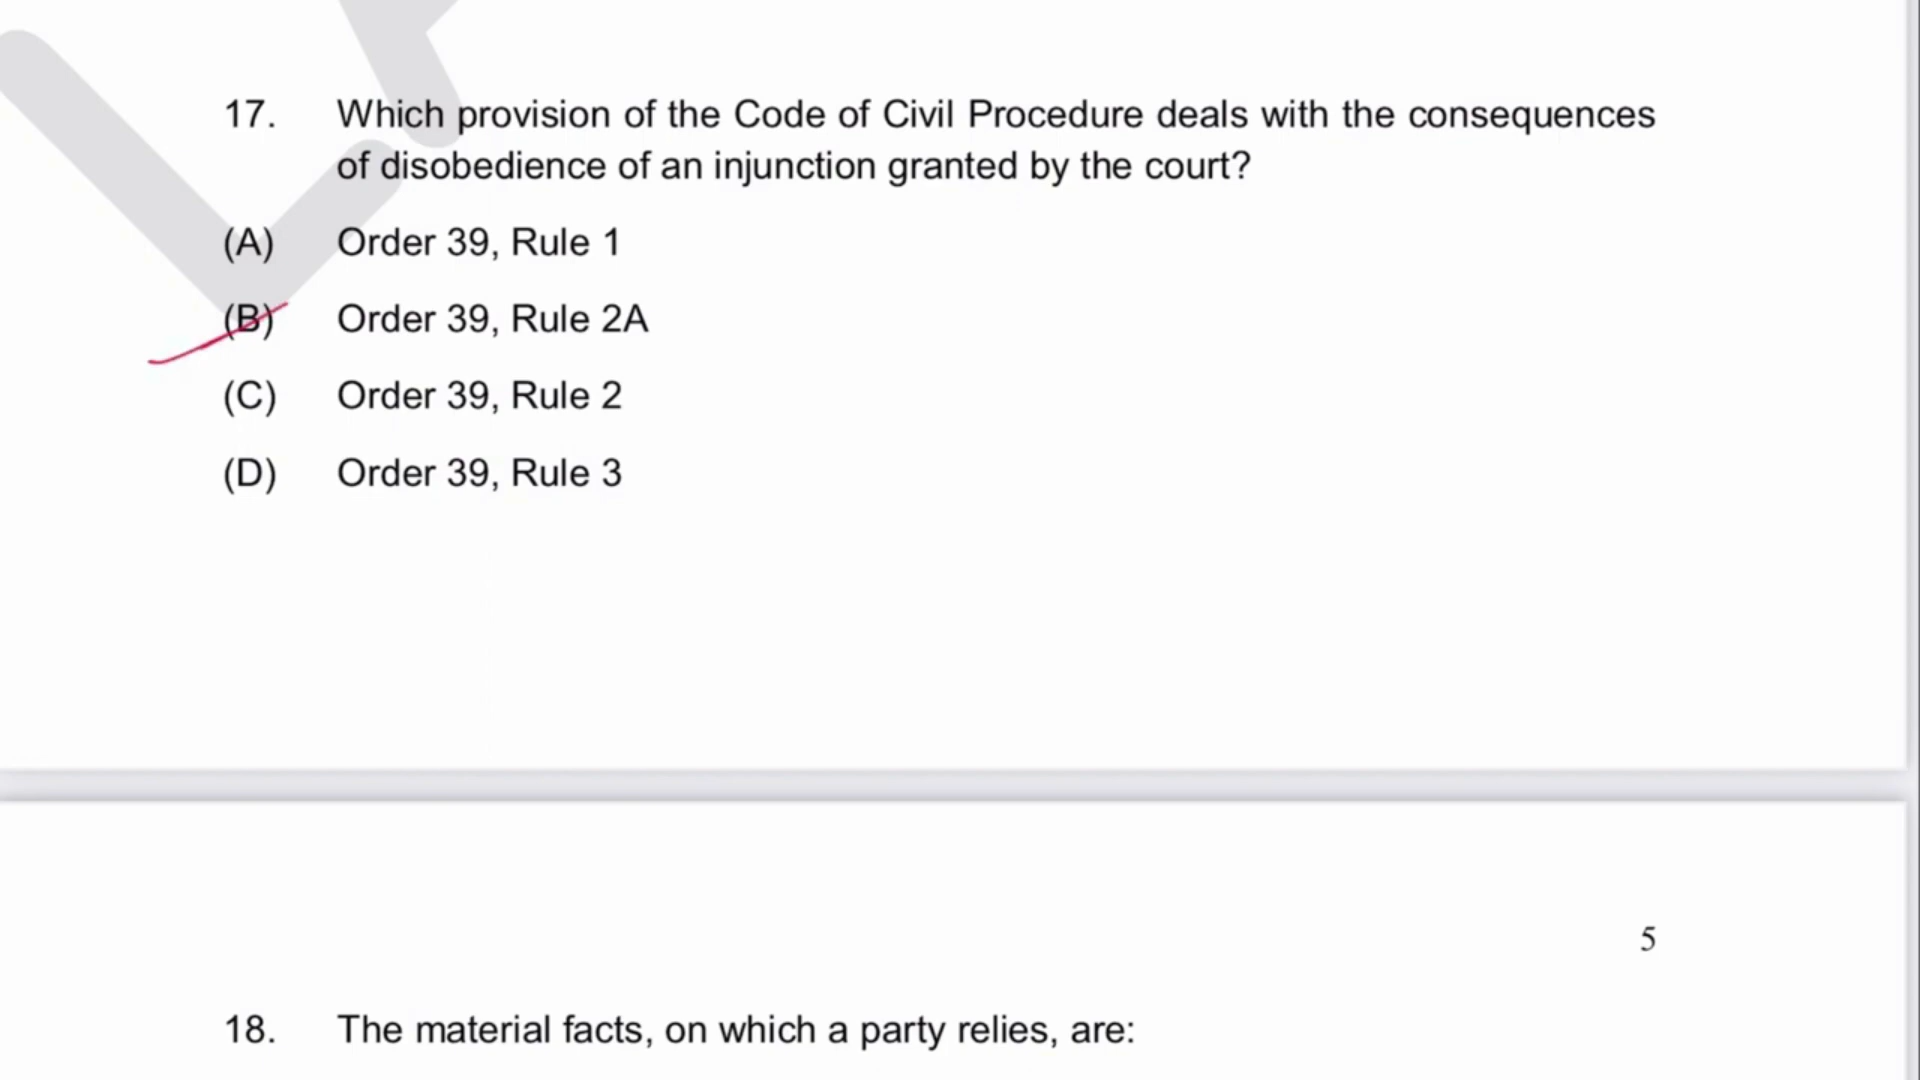 17. Which provision of the Code of Civil Procedure deals with the consequences
of disobedience of an injunction granted by the court?
(A) Order 39, Rule 1
(B) Order 39, Rule 2A
(C) Order 39, Rule 2
(D) Order 39, Rule 3
5
18. The material facts, on which a party relies, are: